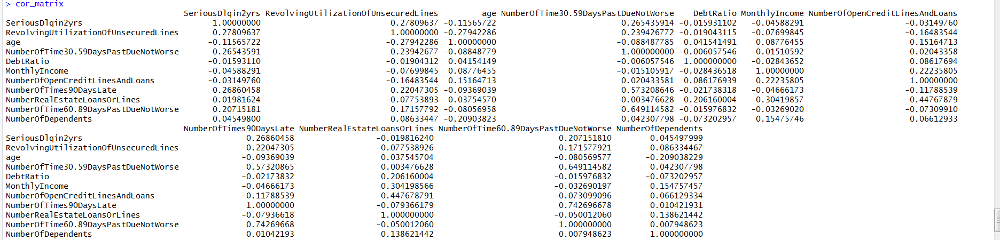 > cor_matrix
SeriousDlqin2yrs RevolvingUtilizationOfUnsecuredLines age NumberOfTime30.59DaysPastDueNotWorse DebtRatio MonthlyIncome NumberOfOpenCreditLinesAndLoans
SeriousDlqin2yrs 1.00000000 0.27809637 -0.11565722 0.265435914 -0.015931102 -0.04588291 -0.03149760
RevolvingUtilizationOfUnsecuredLines 0.27809637 1.00000000 -0.27942286 0.239426772 -0.019043115 -0.07699845 -0.16483544
age -0.11565722 -0.27942286 1.00000000 -0.088487785 0.041541491 0.08776455 0.15164713
NumberOfTime30.59DaysPastDueNotWorse 0.26543591 0.23942677 -0.08848779 1.000000000 -0.006057546 -0.01510592 0.02043358
DebtRatio -0.01593110 -0.01904312 0.04154149 -0.006057546 1.000000000 -0.02843652 0.08617694
MonthlyIncome -0.04588291 -0.07699845 0.08776455 -0.015105917 -0.028436518 1.00000000 0.22235805
NumberOfOpenCreditLinesAndLoans -0.03149760 -0.16483544 0.15164713 0.020433581 0.086176939 0.22235805 1.00000000
NumberOfTimes90DaysLate 0.26860458 0.22047305 -0.09369039 0.573208646 -0.021738318 -0.04666173 -0.11788539
NumberRealEstateLoansOrLines -0.01981624 -0.07753893 0.03754570 0.003476628 0.206160004 0.30419857 0.44767879
NumberOfTime60.89DaysPastDueNotWorse 0.20715181 0.17157792 -0.08056958 0.649114582 -0.015976832 -0.03269020 -0.07309910
NumberOfDependents 0.04549800 0.08633447 -0.20903823 0.042307798 -0.073202957 0.15475746 0.06612933
NumberOfTimes90DaysLate NumberRealEstateLoansOrLines NumberOfTime60.89DaysPastDueNotWorse NumberOfDependents
SeriousDlqin2yrs 0.26860458 -0.019816240 0.207151810 0.045497999
RevolvingUtilizationOfUnsecuredLines 0.22047305 -0.077538926 0.171577921 0.086334467
age -0.09369039 0.037545704 -0.080569577 -0.209038229
NumberOfTime30.59DaysPastDueNotWorse 0.57320865 0.003476628 0.649114582 0.042307798
DebtRatio -0.02173832 0.206160004 -0.015976832 -0.073202957
MonthlyIncome -0.04666173 0.304198566 -0.032690197 0.154757457
NumberOfOpenCreditLinesAndLoans -0.11788539 0.447678791 -0.073099096 0.066129334
NumberOfTimes90DaysLate 1.00000000 -0.079366179 0.742696678 0.010421931
NumberRealEstateLoansOrLines -0.07936618 1.000000000 -0.050012060 0.138621442
NumberOfTime60.89DaysPastDueNotWorse 0.74269668 -0.050012060 1.000000000 0.007948623
NumberOfDependents 0.01042193 0.138621442 0.007948623 1.000000000